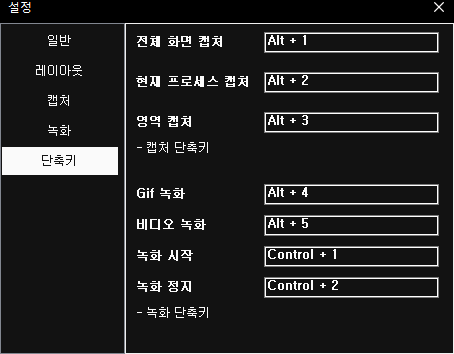 설정
일반
레이아웃
캡처
녹화
단축키
전체 화면 캡처 Alt + 1
현재 프로세스 캡처 Alt + 2
영역 캡처 Alt + 3
- 캡처 단축키
Gif 녹화 Alt + 4
비디오 녹화 Alt + 5
녹화 시작 Control + 1
녹화 정지 Control + 2
- 녹화 단축키